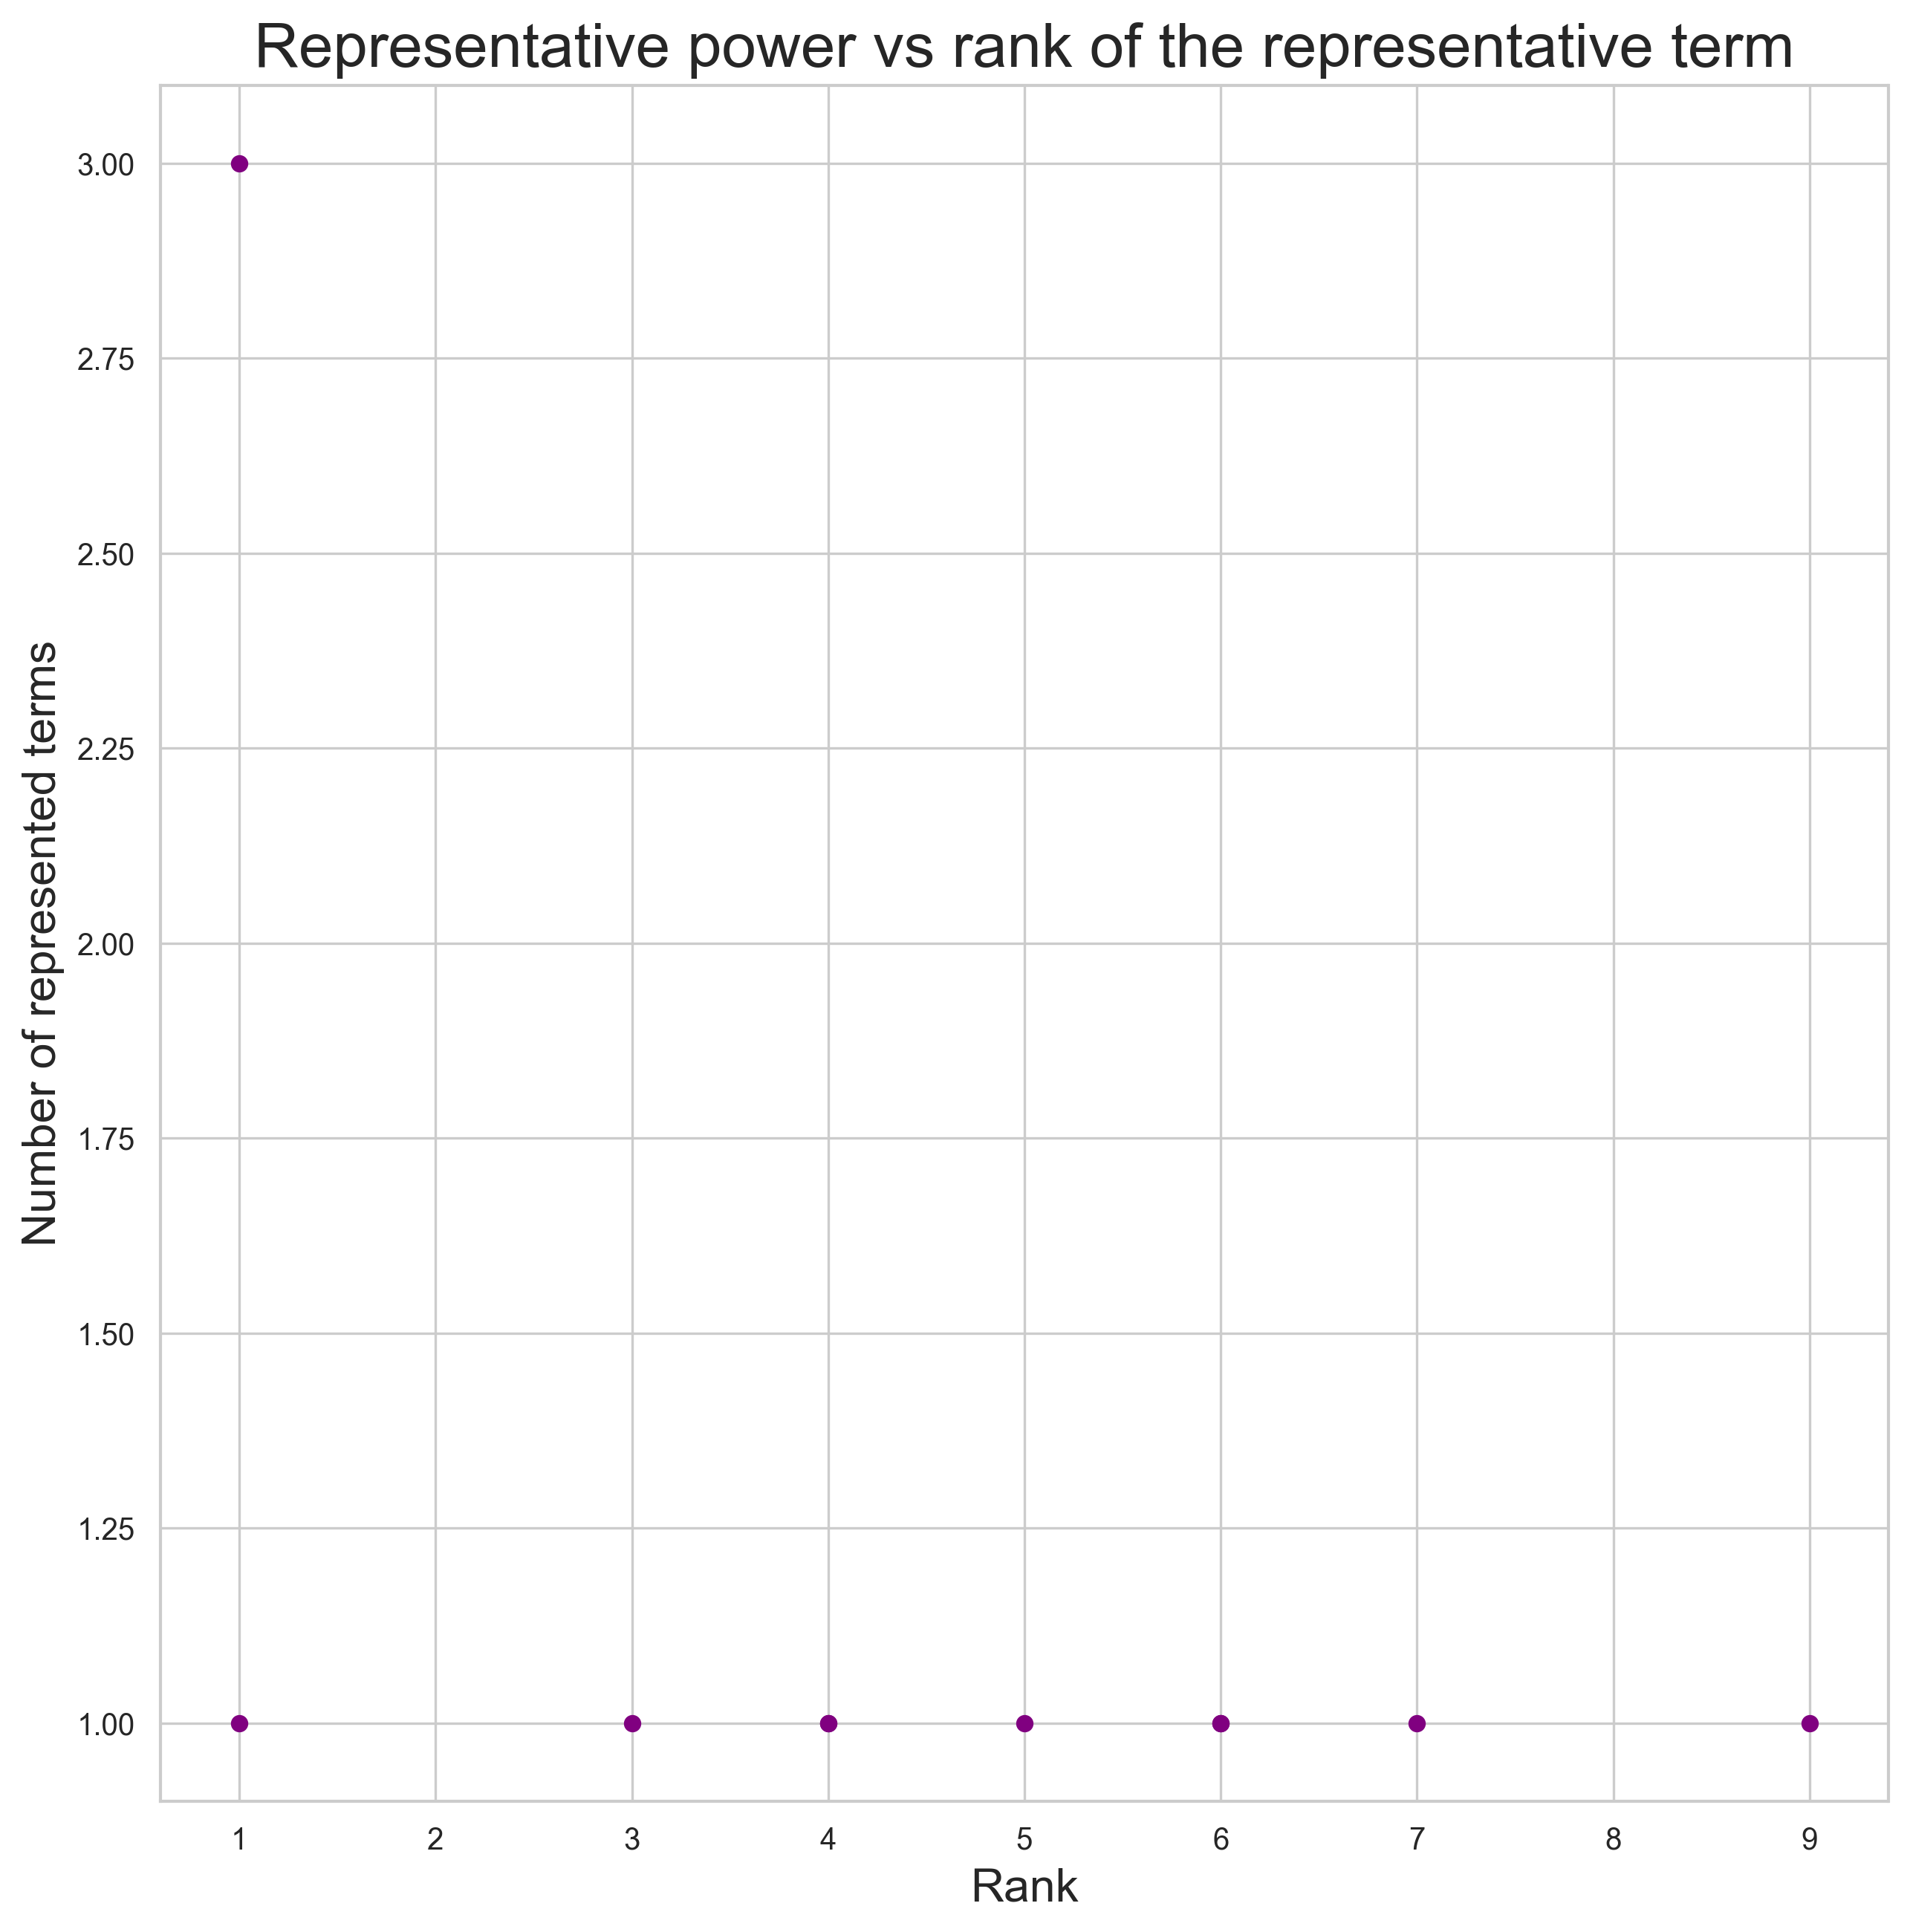 Representative power vs rank of the representative term
3.00
2.75
2.50
2.25
2.00
1.75
1.50
1.25
1.00
Number of represented terms
1 2 3 4 5 6 7 8 9
Rank